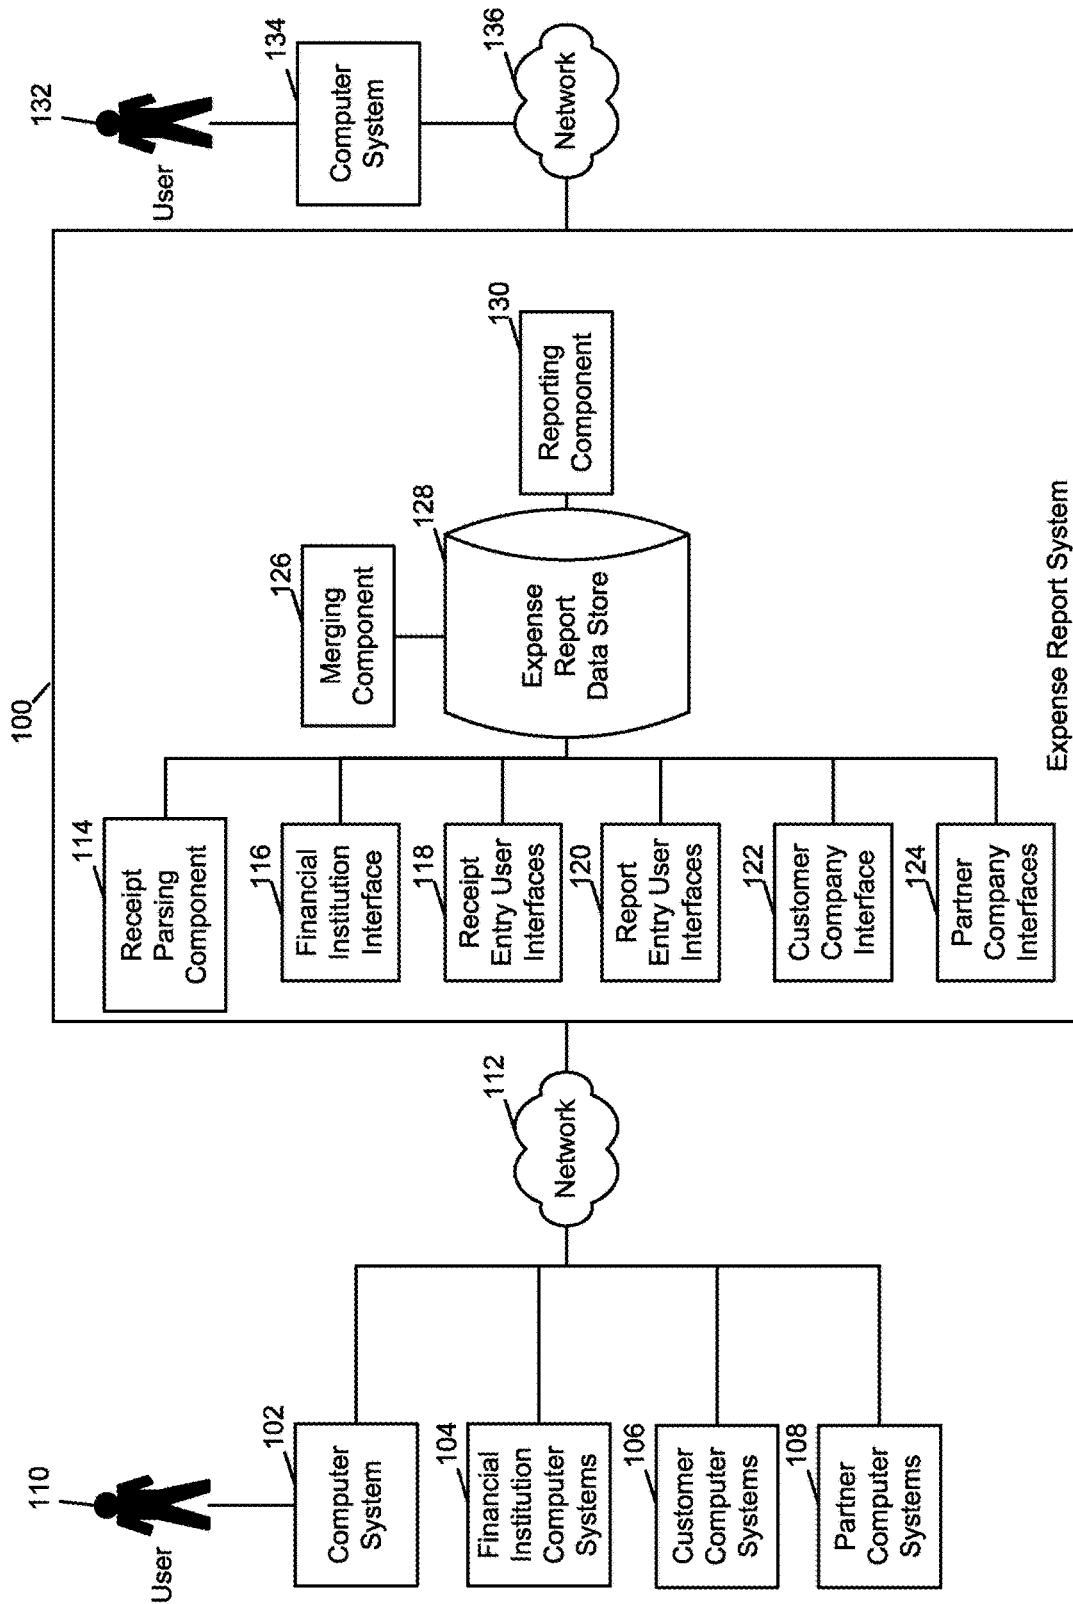 110
User
102
Computer
System
104
Financial
Institution
Computer
Systems
106
Customer
Computer
Systems
108
Partner
Computer
Systems
112
Network
100
114
Receipt
Parsing
Component
116
Financial
Institution
Interface
118
Receipt
Entry User
Interfaces
120
Report
Entry User
Interfaces
122
Customer
Company
Interface
124
Partner
Company
Interfaces
126
Merging
Component
128
Expense
Report
Data Store
130
Reporting
Component
Expense Report System
132
User
134
Computer
System
136
Network